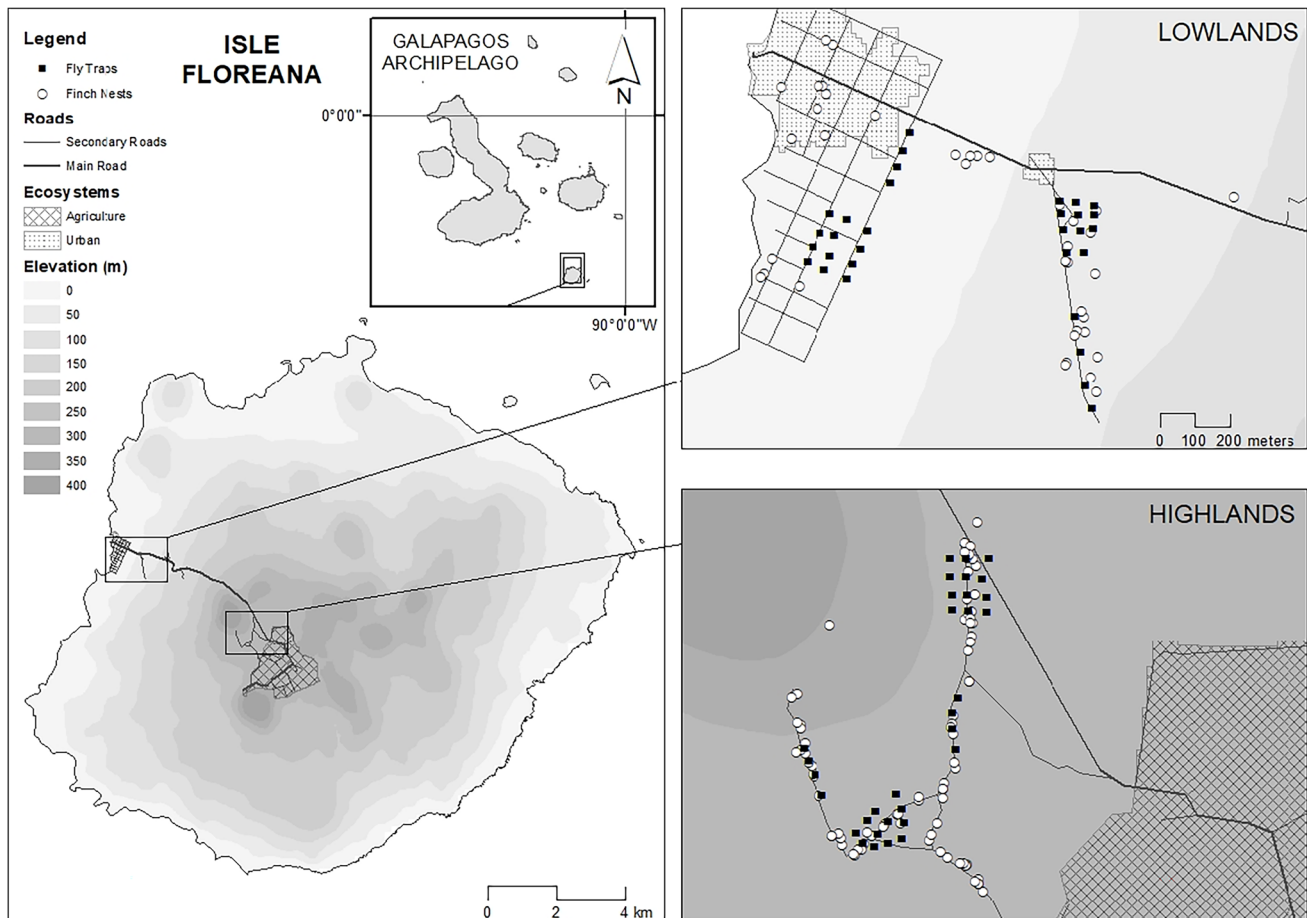 Legend
Fly Traps
Finch Nests
Roads
Secondary Roads
Main Road
Ecosystems
Agriculture
Urban
Elevation (m)
0
50
100
150
200
250
300
350
400
ISLE
FLOREANA
GALAPAGOS
ARCHIPELAGO
N
0°0'0"
90°0'0"W
0 2 4 km
LOWLANDS
0 100 200 meters
HIGHLANDS